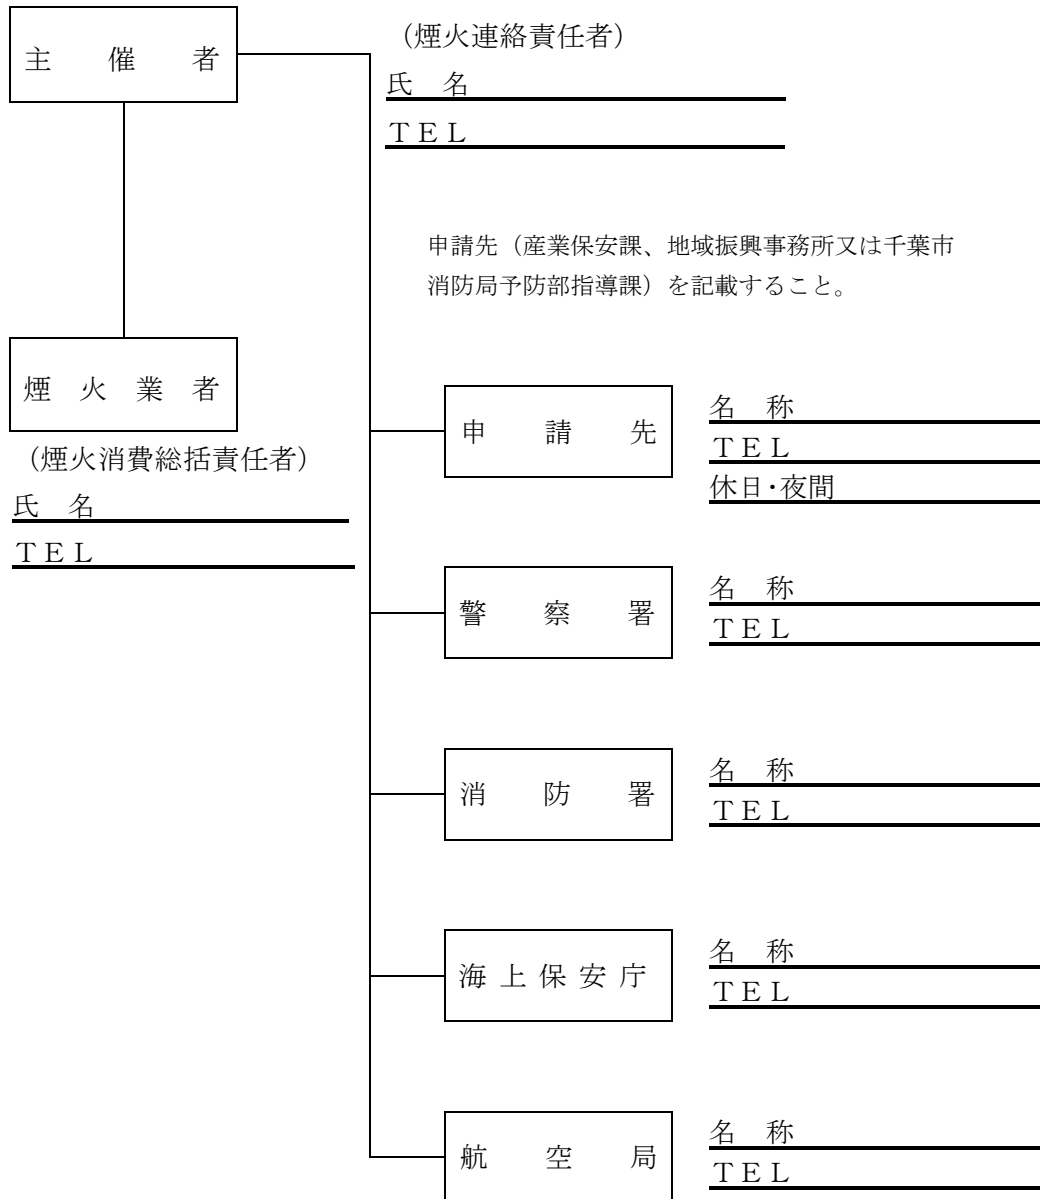 主　催　者
（煙火連絡責任者）
氏　名
ＴＥＬ
申請先（産業保安課、地域振興事務所又は千葉市
消防局予防部指導課）を記載すること。
煙　火　業　者
（煙火消費総括責任者）
氏　名
ＴＥＬ
申　請　先
名　称
ＴＥＬ
休日･夜間
警　察　署
名　称
ＴＥＬ
消　防　署
名　称
ＴＥＬ
海上保安庁
名　称
ＴＥＬ
航　空　局
名　称
ＴＥＬ